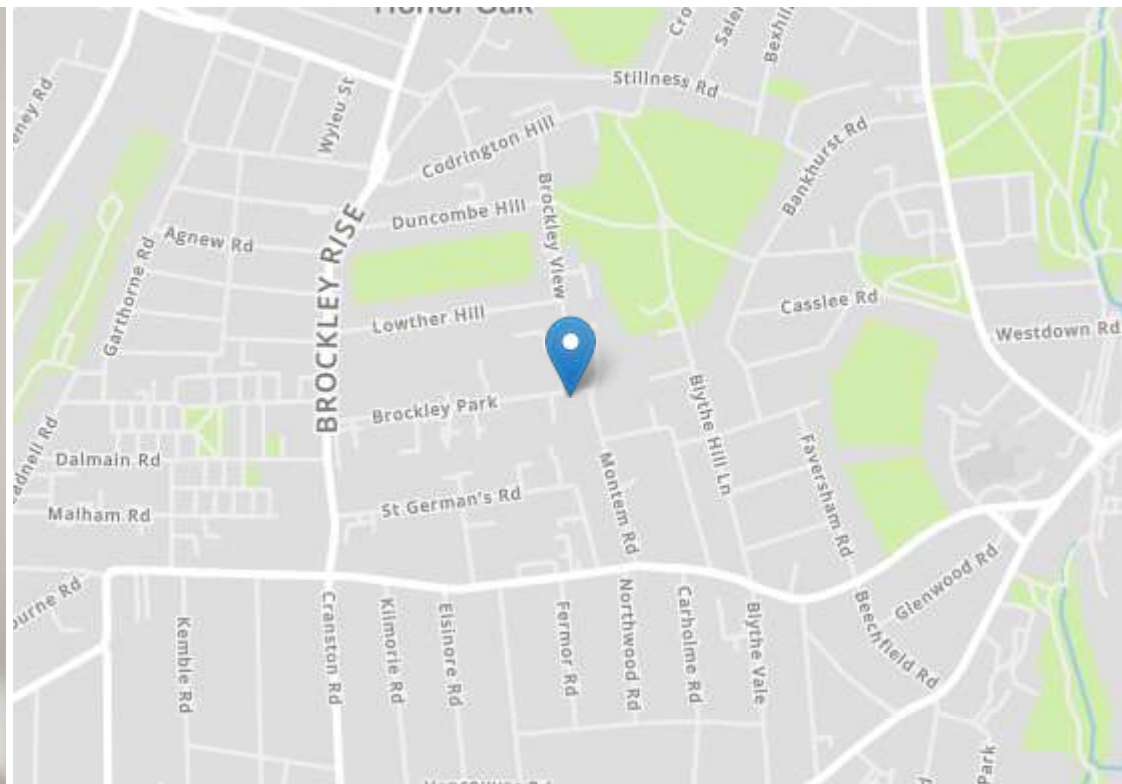 Honor Oak
Stillness Rd
Wyleu St
Codrington Hill
Brockley View
Bankhurst Rd
Duncombe Hill
Agnew Rd
BROCKLEY RISE
Garthorne Rd
Lowther Hill
Casslee Rd
Westdown Rd
Brockley Park
Blythe Hill Ln
Faversham Rd
Dalmain Rd
Montem Rd
St German's Rd
Malham Rd
Glenwood Rd
Beechfield Rd
Kemble Rd
Cranston Rd
Kilmorie Rd
Elsinore Rd
Fermor Rd
Northwood Rd
Carholme Rd
Blythe Vale
Park